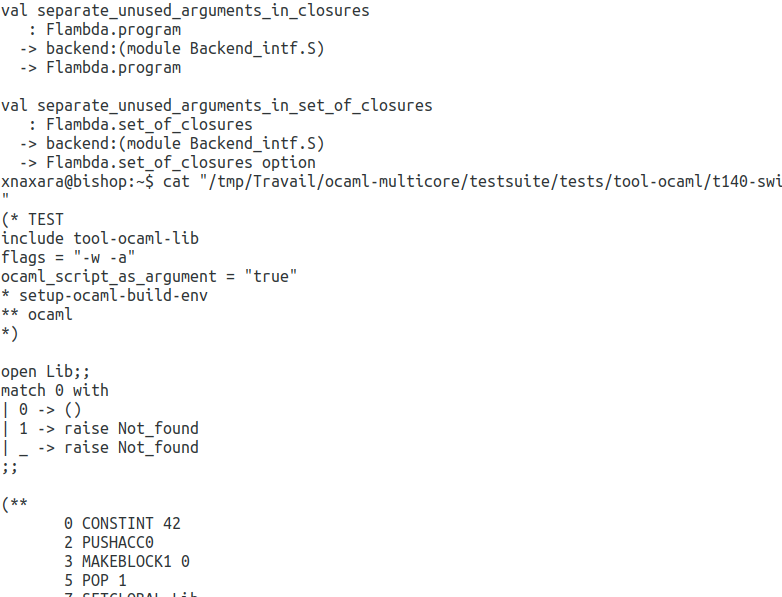 val separate_unused_arguments_in_closures
   : Flambda.program
  -> backend:(module Backend_intf.S)
  -> Flambda.program

val separate_unused_arguments_in_set_of_closures
   : Flambda.set_of_closures
  -> backend:(module Backend_intf.S)
  -> Flambda.set_of_closures option
xnaxara@bishop:~$ cat "/tmp/Travail/ocaml-multicore/testsuite/tests/tool-ocaml/t140-swi
"
(* TEST
include tool-ocaml-lib
flags = "-w -a"
ocaml_script_as_argument = "true"
* setup-ocaml-build-env
** ocaml
*)

open Lib;;
match 0 with
| 0 -> ()
| 1 -> raise Not_found
| _ -> raise Not_found
;;

(**
       0 CONSTINT 42
       2 PUSHACC0
       3 MAKEBLOCK1 0
       5 POP 1
       7 SETGLOBAL Lib